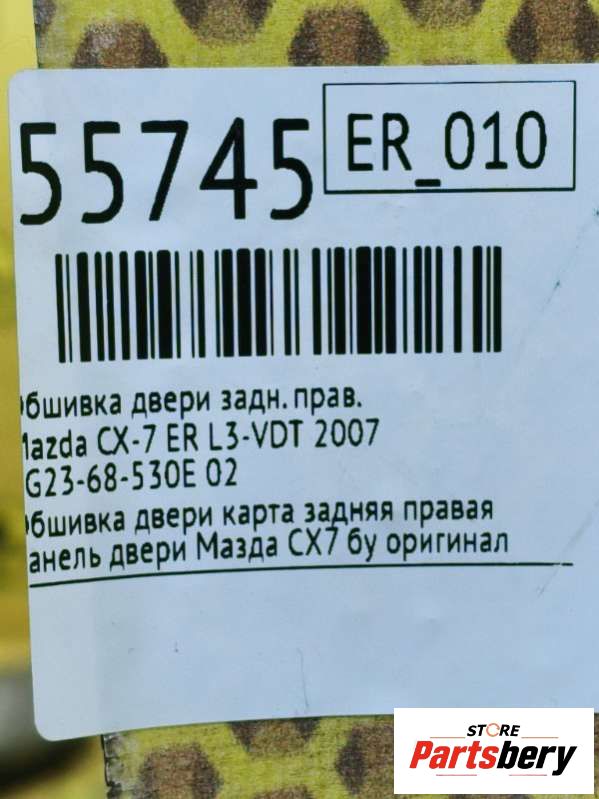 55745
ER_010
бшивка двери задн. прав.
azda CX-7 ER L3-VDT 2007
G23-68-530E 02
бшивка двери карта задняя правая
анель двери Мазда CX7 бу оригинал
STORE
Partsbery